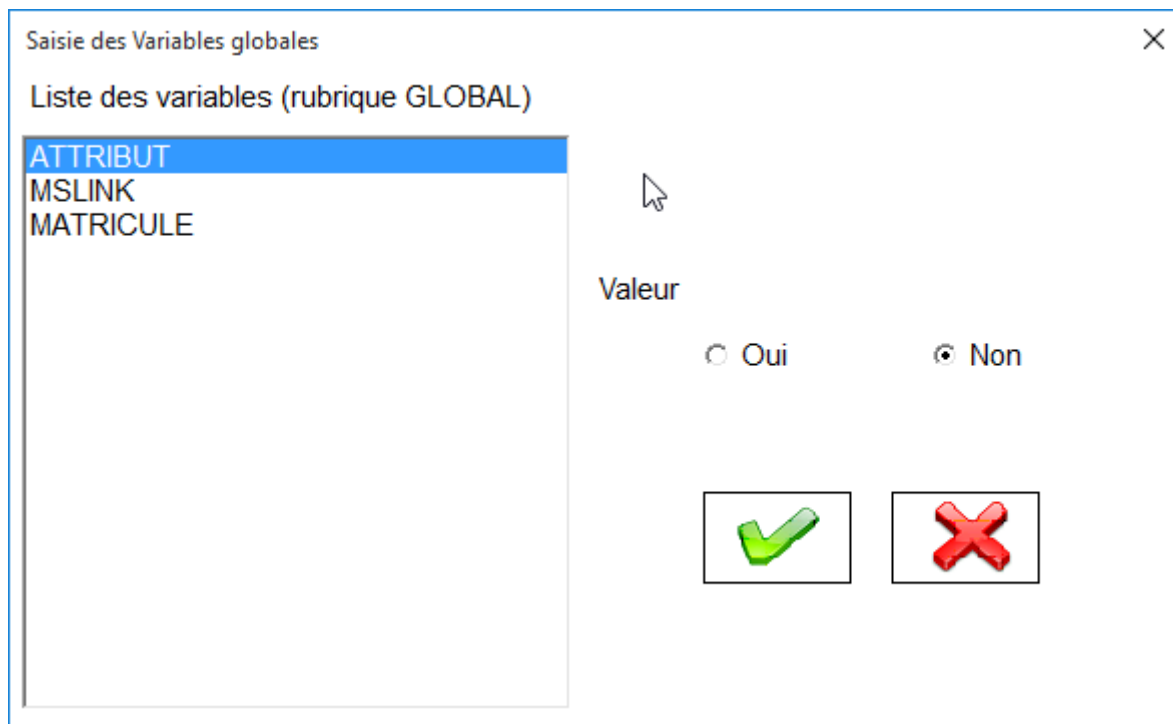 Saisie des Variables globales
Liste des variables (rubrique GLOBAL)
ATTRIBUT
MSLINK
MATRICULE
Valeur
Oui Non